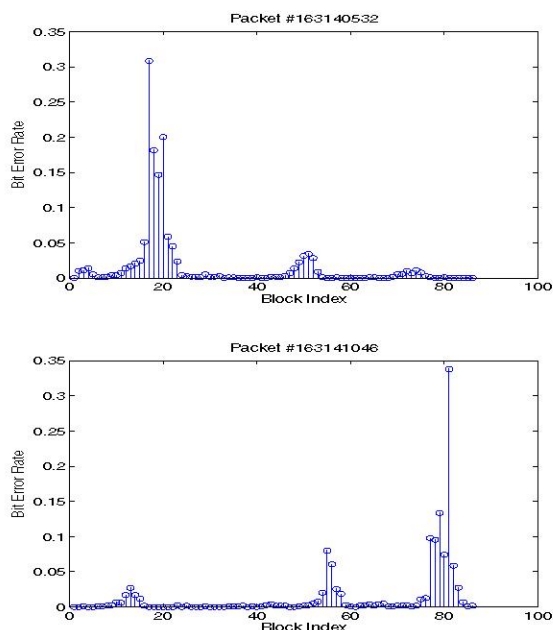 Packet #163140532
0.35
0.3
0.25
0.2
0.15
0.1
0.05
0
Bit Error Rate
0 20 40 60 80 100
Block Index
Packet #163141046
0.35
0.3
0.25
0.2
0.15
0.1
0.05
0
Bit Error Rate
0 20 40 60 80 100
Block Index